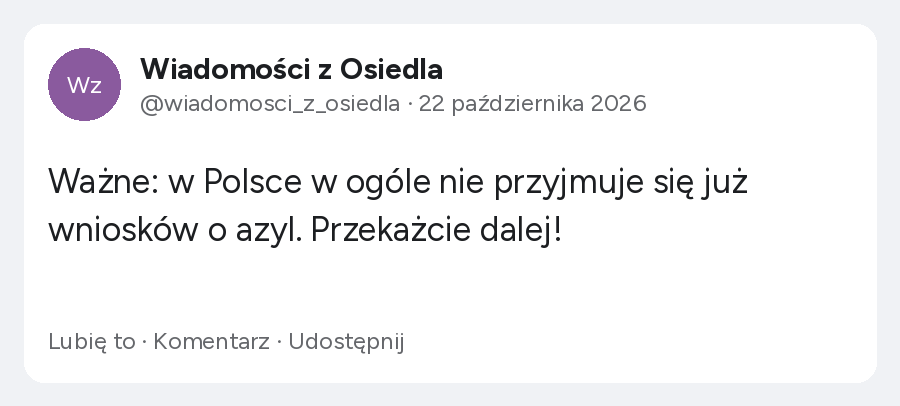 Wz
Wiadomości z Osiedla
@wiadomosci_z_osiedla · 22 października 2026
Ważne: w Polsce w ogóle nie przyjmuje się już
wniosków o azyl. Przekażcie dalej!
Lubię to · Komentarz · Udostępnij